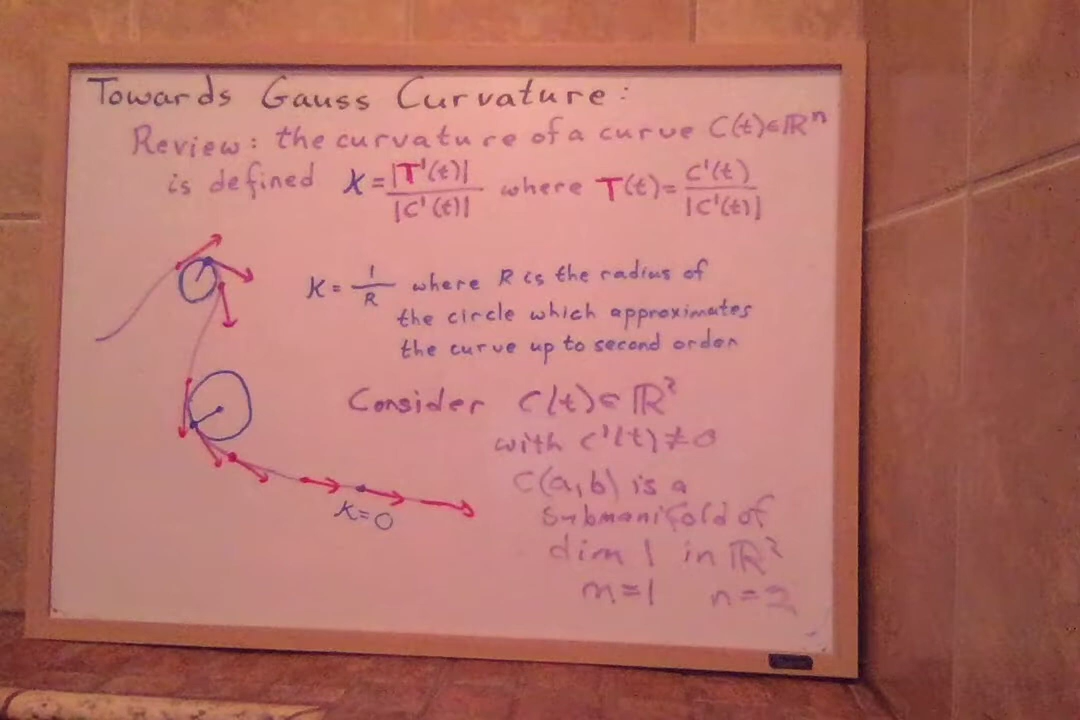 Towards Gauss Curvature:
Review: the curvature of a curve C(t)∈ℝⁿ
is defined K = |T'(t)| / |C'(t)| where T(t) = C'(t) / |C'(t)|
K = 1/R where R is the radius of
the circle which approximates
the curve up to second order
Consider C(t)∈ℝ²
with C'(t)≠0
C(a,b) is a
submanifold of
dim 1 in ℝ²
m=1 n=2
K=0